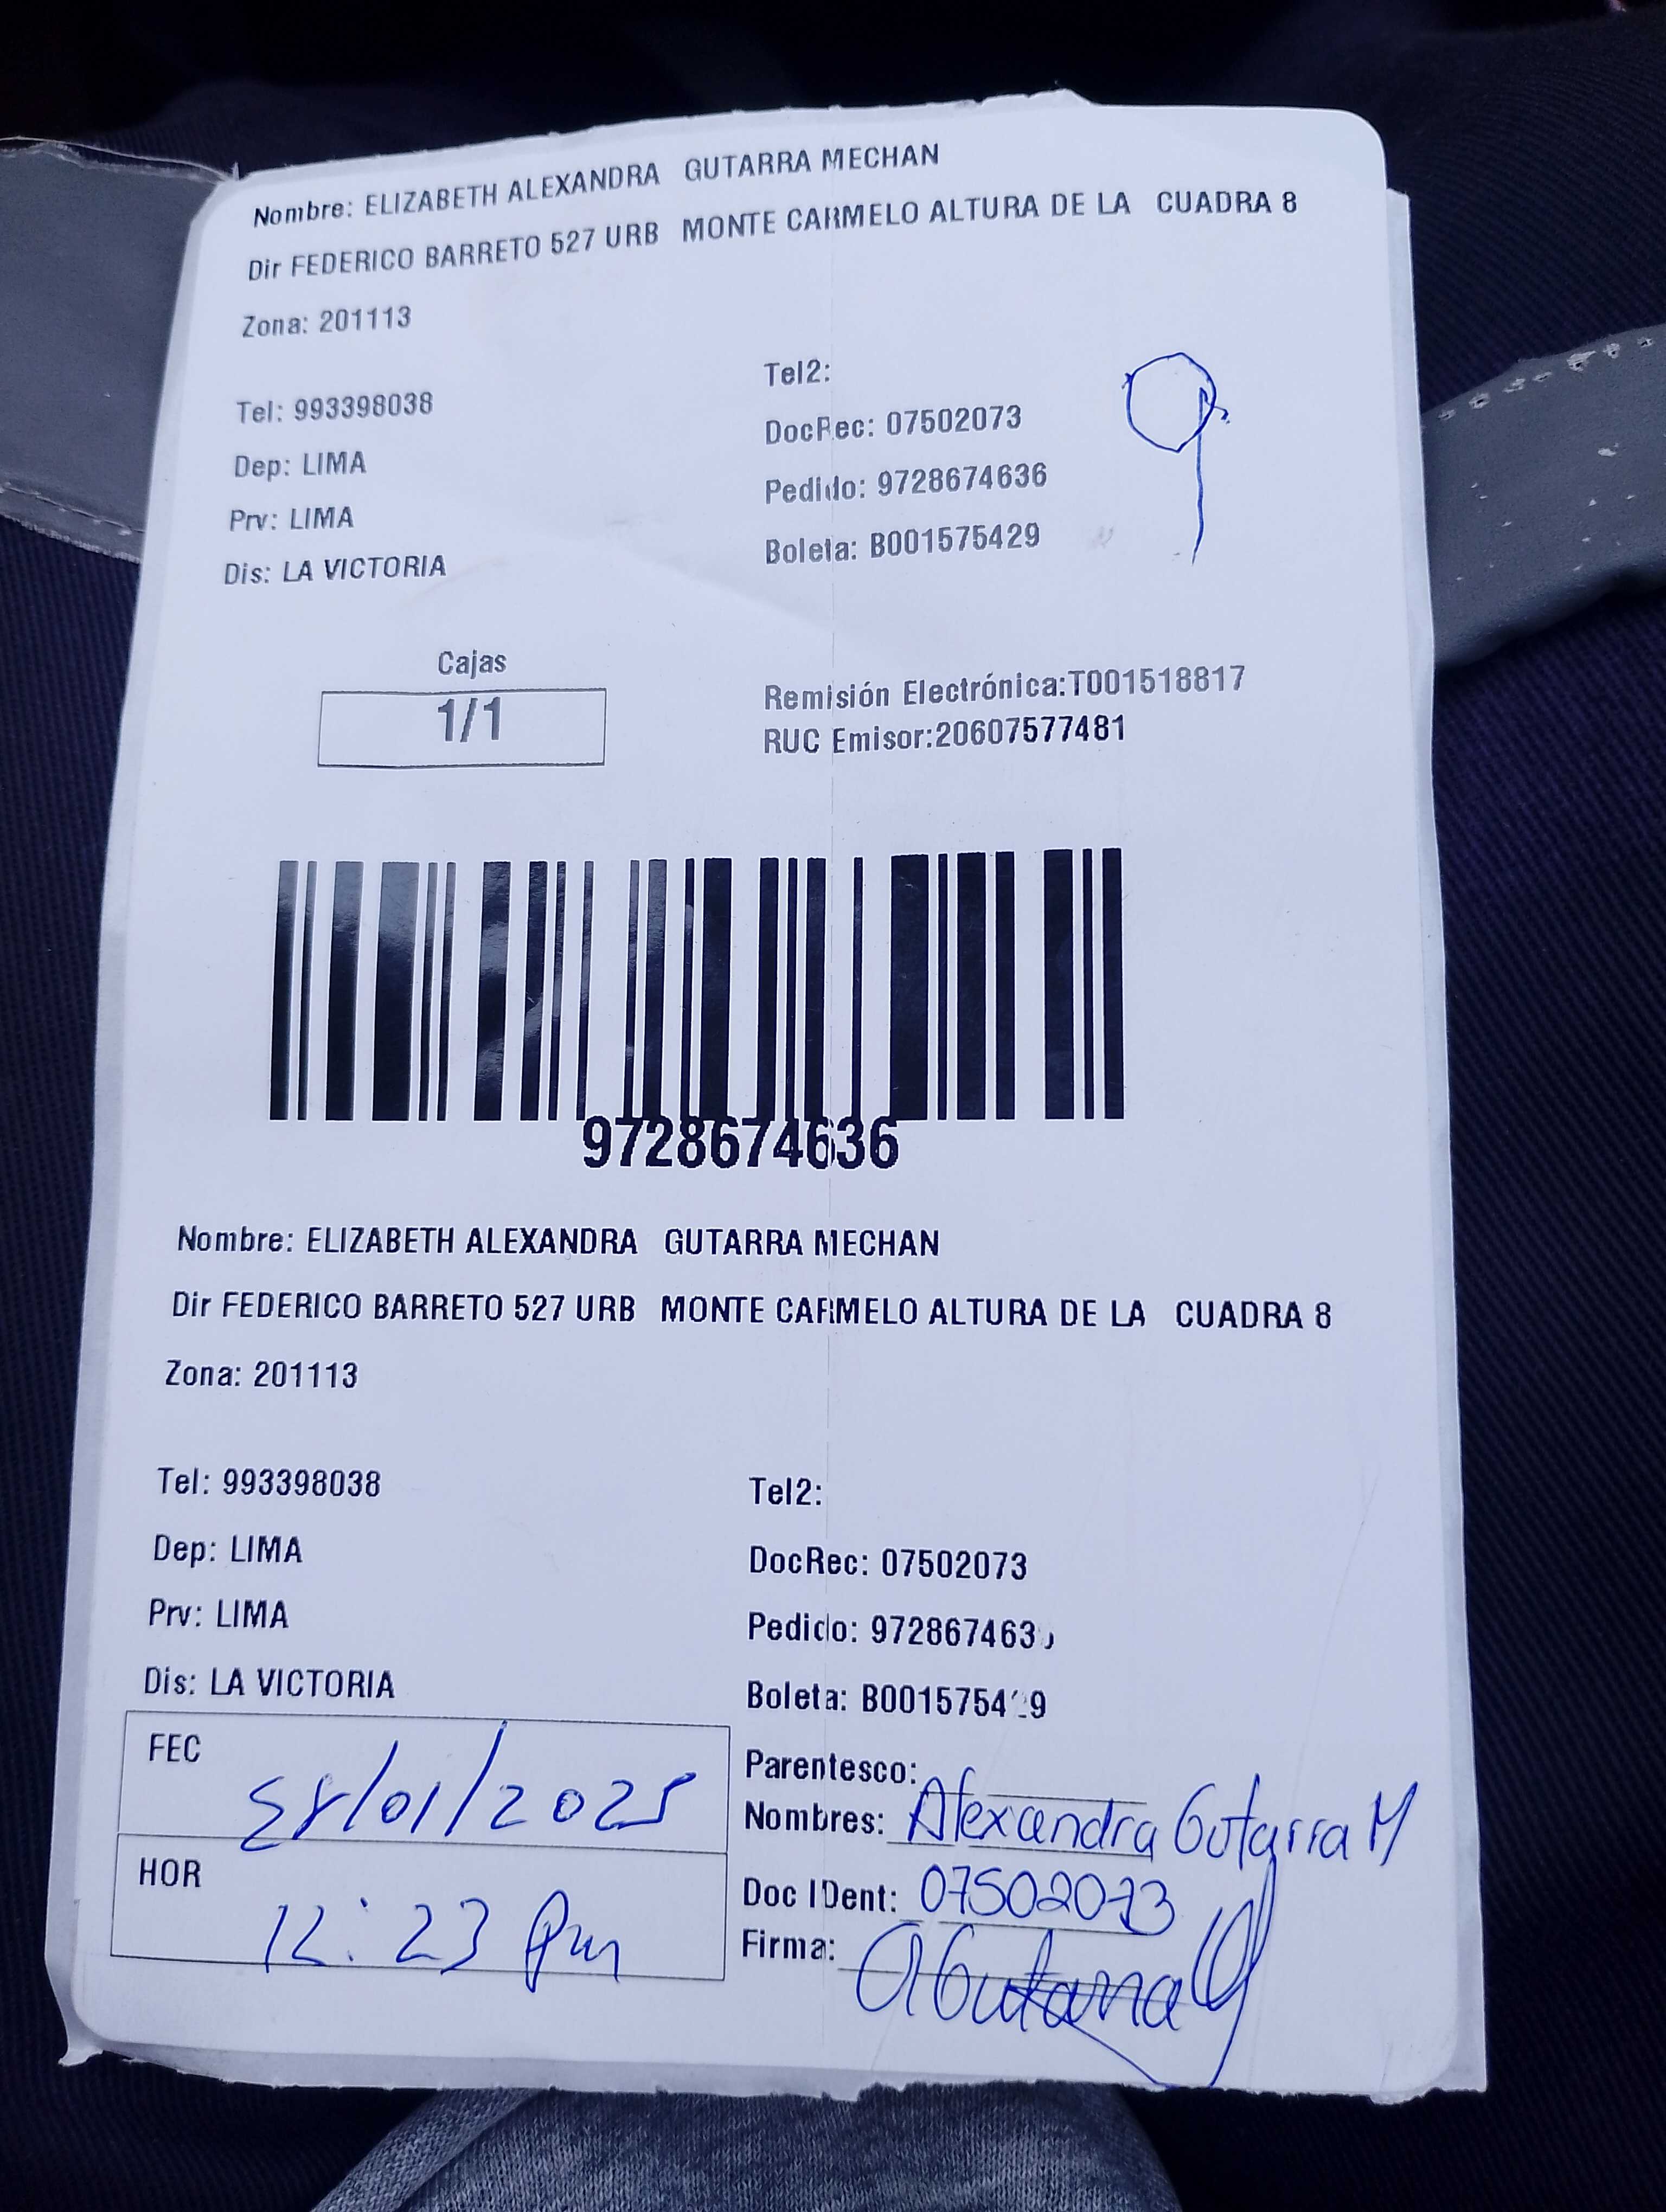 Nombre: ELIZABETH ALEXANDRA GUTARRA MECHAN
Dir FEDERICO BARRETO 527 URB MONTE CARMELO ALTURA DE LA CUADRA 8
Zona: 201113
Tel: 993398038
Tel2:
Dep: LIMA
DocRec: 07502073
Prv: LIMA
Pedido: 9728674636
Dis: LA VICTORIA
Boleta: B001575429
9
Cajas
1/1
Remisión Electrónica:T001518817
RUC Emisor:20607577481
9728674636
Nombre: ELIZABETH ALEXANDRA GUTARRA MECHAN
Dir FEDERICO BARRETO 527 URB MONTE CARMELO ALTURA DE LA CUADRA 8
Zona: 201113
Tel: 993398038
Tel2:
Dep: LIMA
DocRec: 07502073
Prv: LIMA
Pedido:
Dis: LA VICTORIA
Boleta:
FEC
HOR 12:23 pm
Parentesco:
Nombres: Alexandra Gutarra M
Doc IDent: 07502073
Firma: AGutarra